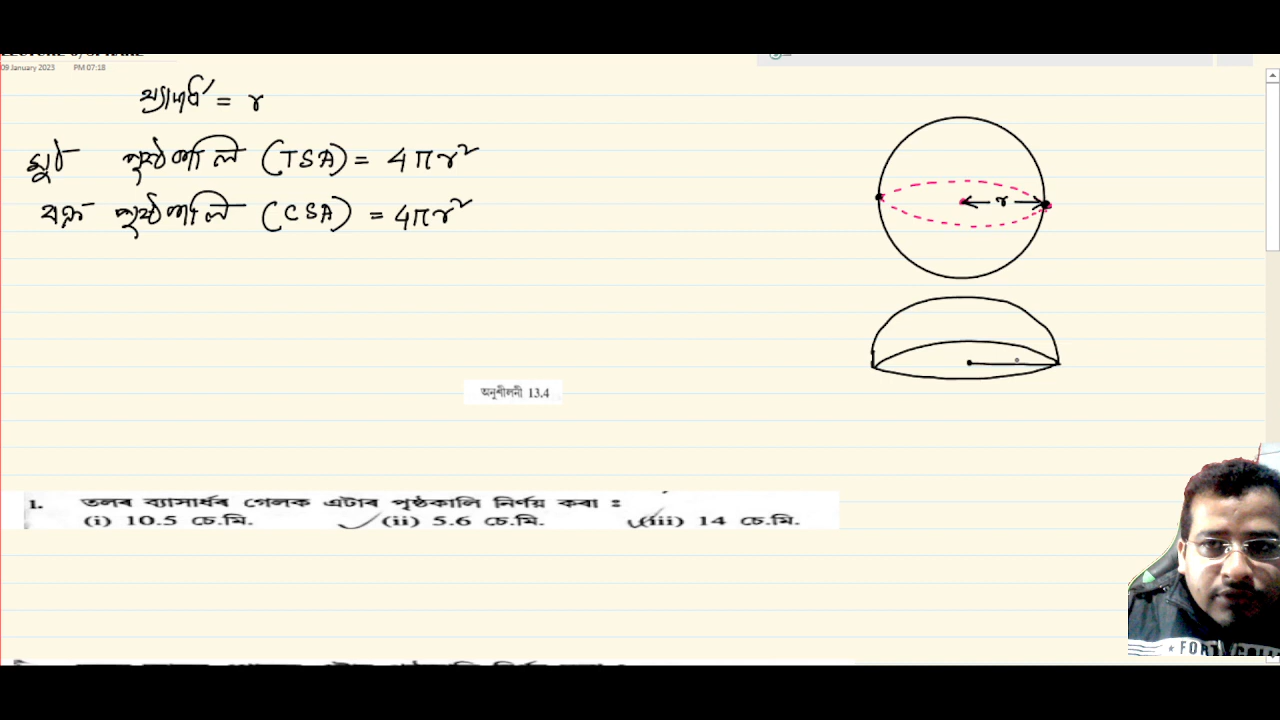 09 January 2023 PM 07:18
ব্যাসাৰ্ধ = r
মুঠ পৃষ্ঠকালি (TSA) = 4πr²
বক্ৰ পৃষ্ঠকালি (CSA) = 4πr²
r
অনুশীলনী 13.4
1. তলৰ ব্যাসাৰ্ধৰ গোলক এটাৰ পৃষ্ঠকালি নিৰ্ণয় কৰা ঃ
(i) 10.5 চে.মি. (ii) 5.6 চে.মি. (iii) 14 চে.মি.